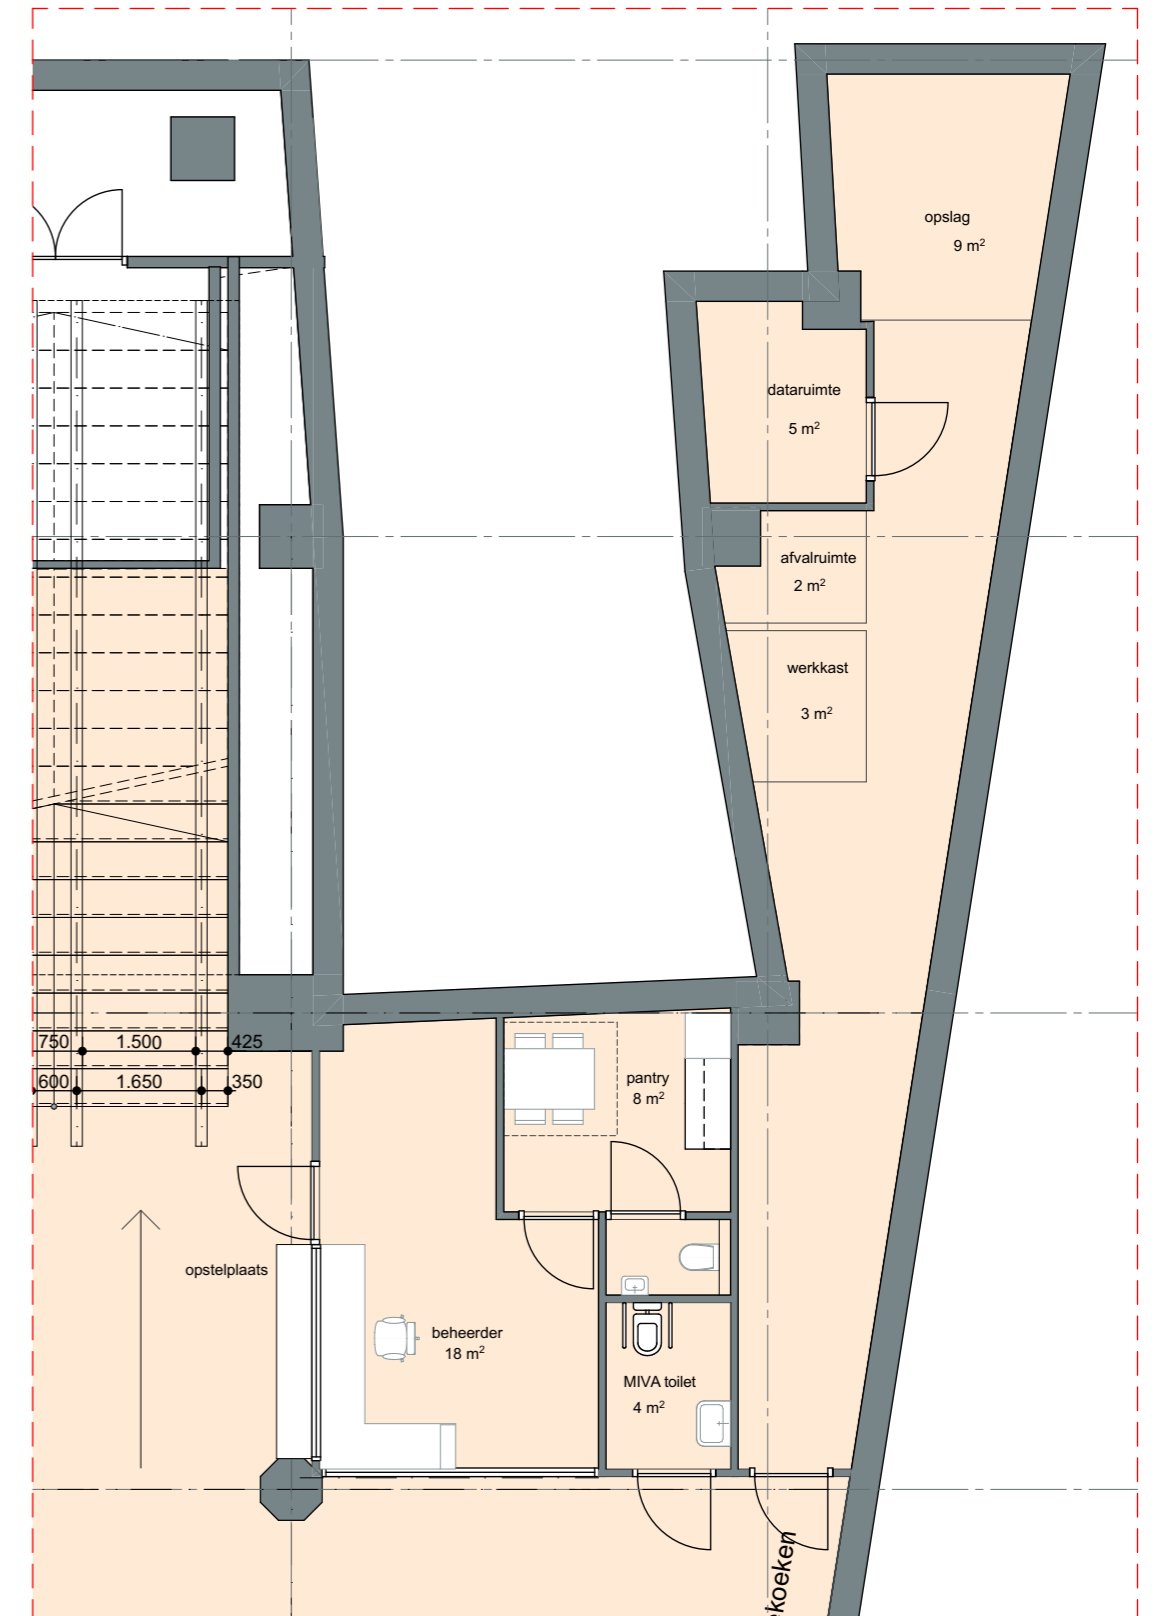 opslag
9 m²
dataruimte
5 m²
afvalruimte
2 m²
werkkast
3 m²
750 1.500 425
600 1.650 350
pantry
8 m²
opstelplaats
beheerder
18 m²
MIVA toilet
4 m²
koeken